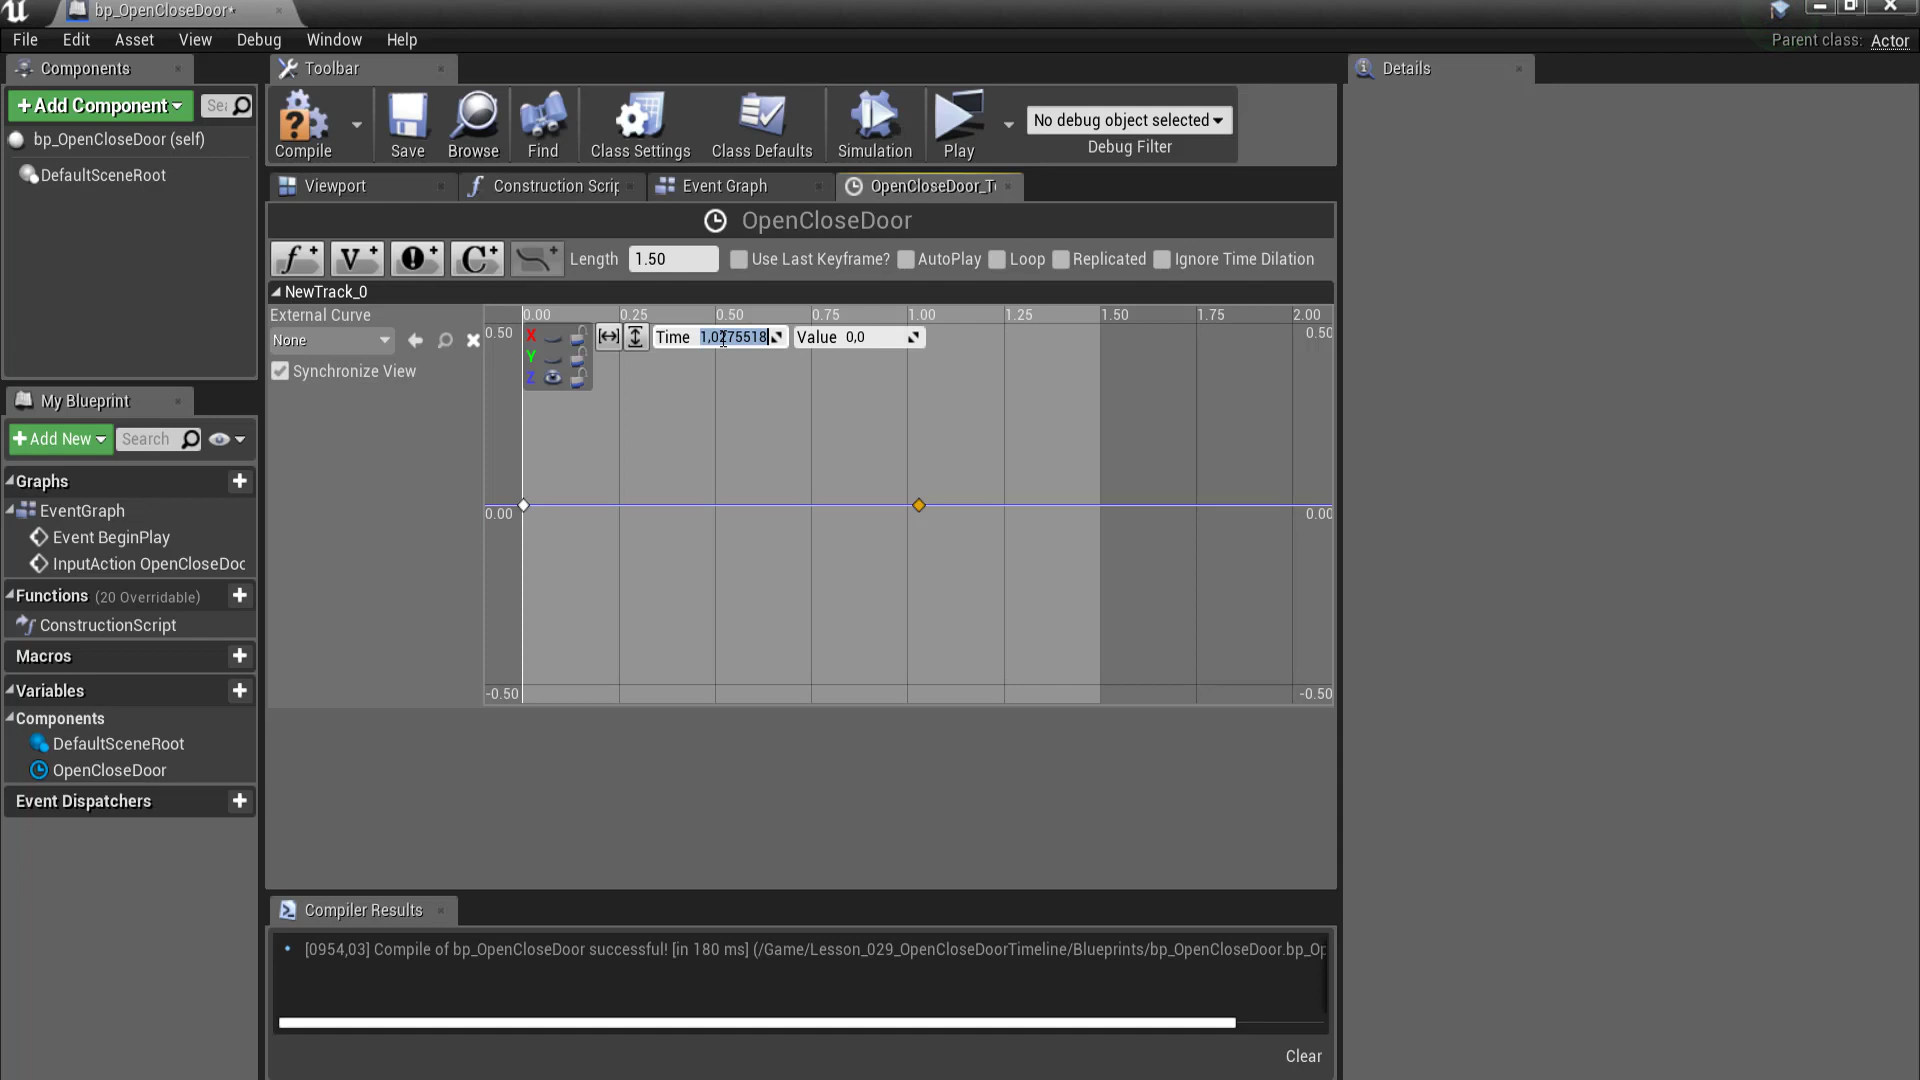 bp_OpenCloseDoor*
File Edit Asset View Debug Window Help
Parent class: Actor
Components
Toolbar
Details
+Add Component
Sea
bp_OpenCloseDoor (self)
DefaultSceneRoot
Compile Save Browse Find Class Settings Class Defaults Simulation Play
No debug object selected
Debug Filter
Viewport
Construction Scrip
Event Graph
OpenCloseDoor_T
OpenCloseDoor
f+ V+ !+ C+
Length 1.50 Use Last Keyframe? AutoPlay Loop Replicated Ignore Time Dilation
NewTrack_0
External Curve
None
Synchronize View
0.00 0.25 0.50 0.75 1.00 1.25 1.50 1.75 2.00
0.50 0.50
X
Y
Z
Time 1,0275518 Value 0,0
0.00 0.00
-0.50 -0.50
My Blueprint
+Add New Search
Graphs +
EventGraph
Event BeginPlay
InputAction OpenCloseDoo
Functions (20 Overridable) +
ConstructionScript
Macros +
Variables +
Components
DefaultSceneRoot
OpenCloseDoor
Event Dispatchers +
Compiler Results
[0954,03] Compile of bp_OpenCloseDoor successful! [in 180 ms] (/Game/Lesson_029_OpenCloseDoorTimeline/Blueprints/bp_OpenCloseDoor.bp_Op
Clear